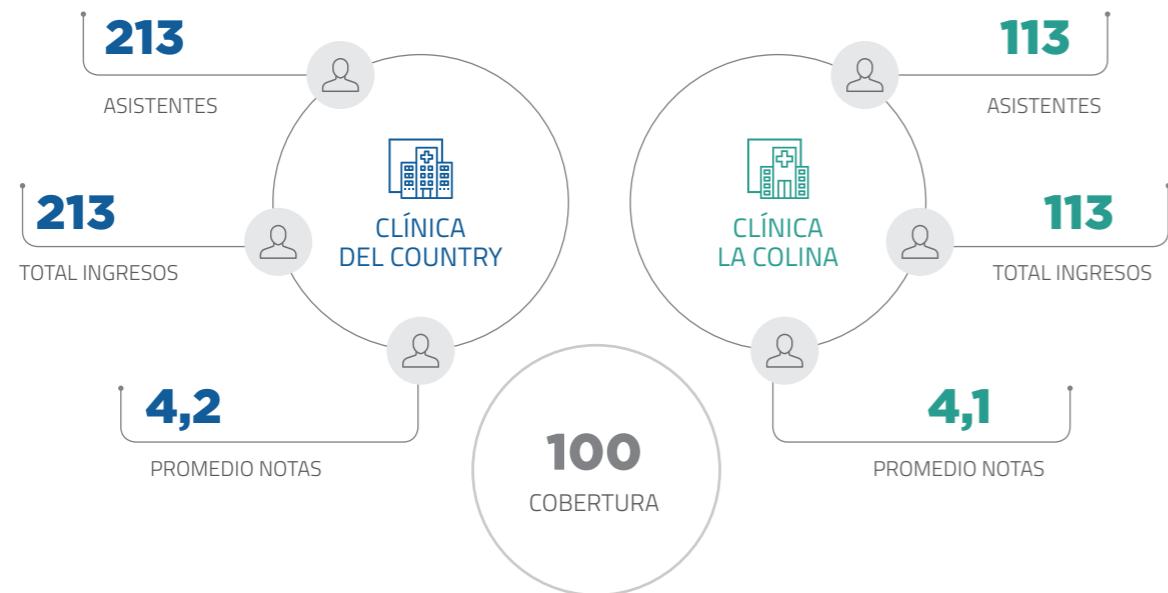 213
ASISTENTES
213
TOTAL INGRESOS
4,2
PROMEDIO NOTAS
CLÍNICA
DEL COUNTRY
113
ASISTENTES
113
TOTAL INGRESOS
4,1
PROMEDIO NOTAS
CLÍNICA
LA COLINA
100
COBERTURA